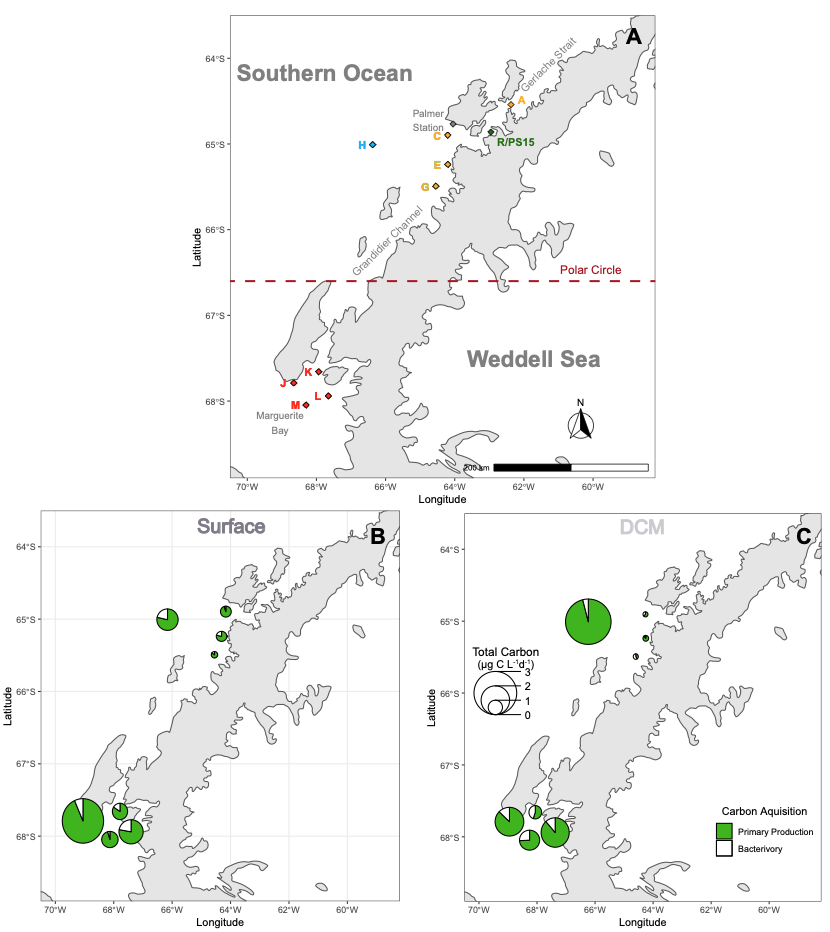 A
Southern Ocean
Gerlache Strait
A
Palmer
Station
C
R/PS15
H
E
G
Grandidier Channel
Polar Circle
Weddell Sea
K
J
L
M
Marguerite
Bay
N
200 km
64°S
65°S
66°S
67°S
68°S
Latitude
70°W 68°W 66°W 64°W 62°W 60°W
Longitude
Surface
B
64°S
65°S
66°S
67°S
68°S
Latitude
70°W 68°W 66°W 64°W 62°W 60°W
Longitude
DCM
C
64°S
65°S
66°S
67°S
68°S
Latitude
Total Carbon
(µg C L⁻¹d⁻¹)
3
2
1
0
Carbon Aquisition
Primary Production
Bacterivory
70°W 68°W 66°W 64°W 62°W 60°W
Longitude